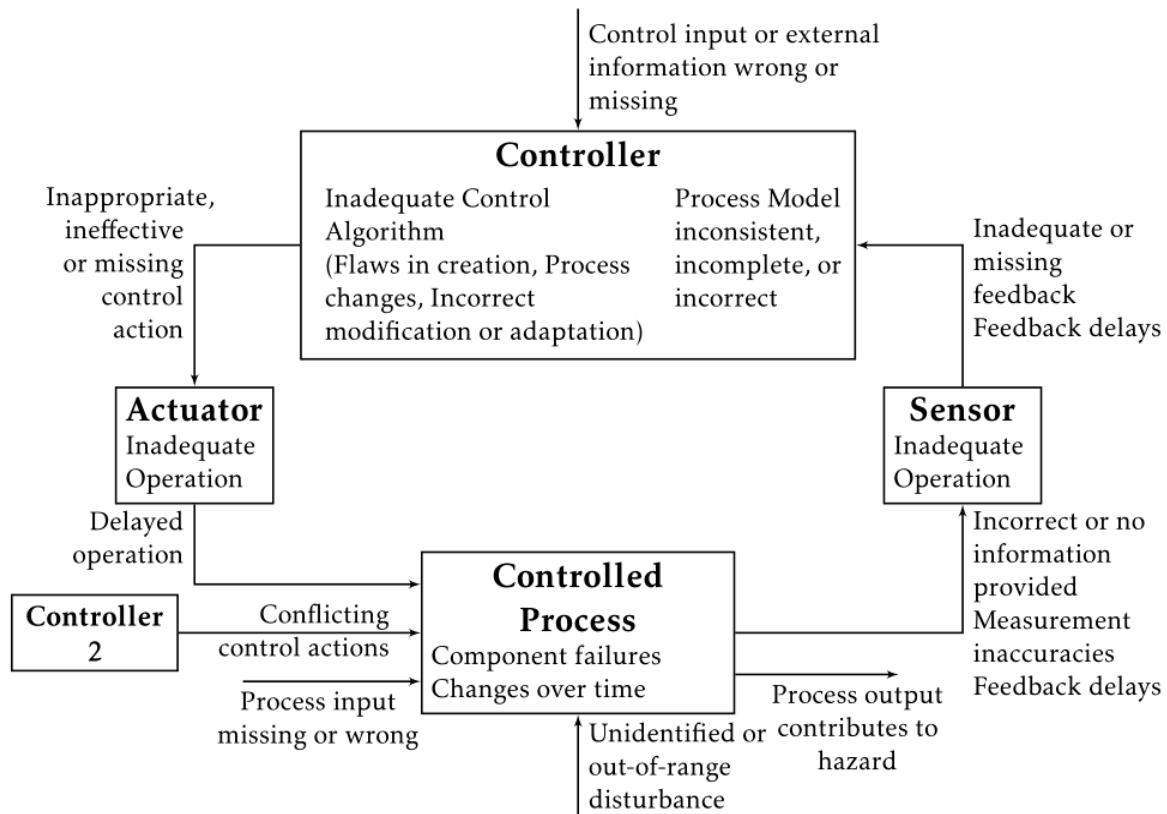 Control input or external
information wrong or
missing
Controller
Inadequate Control
Algorithm
(Flaws in creation, Process
changes, Incorrect
modification or adaptation)
Process Model
inconsistent,
incomplete, or
incorrect
Inappropriate,
ineffective
or missing
control
action
Inadequate or
missing
feedback
Feedback delays
Actuator
Inadequate
Operation
Sensor
Inadequate
Operation
Delayed
operation
Controlled
Process
Component failures
Changes over time
Incorrect or no
information
provided
Measurement
inaccuracies
Feedback delays
Controller
2
Conflicting
control actions
Process input
missing or wrong
Process output
contributes to
hazard
Unidentified or
out-of-range
disturbance